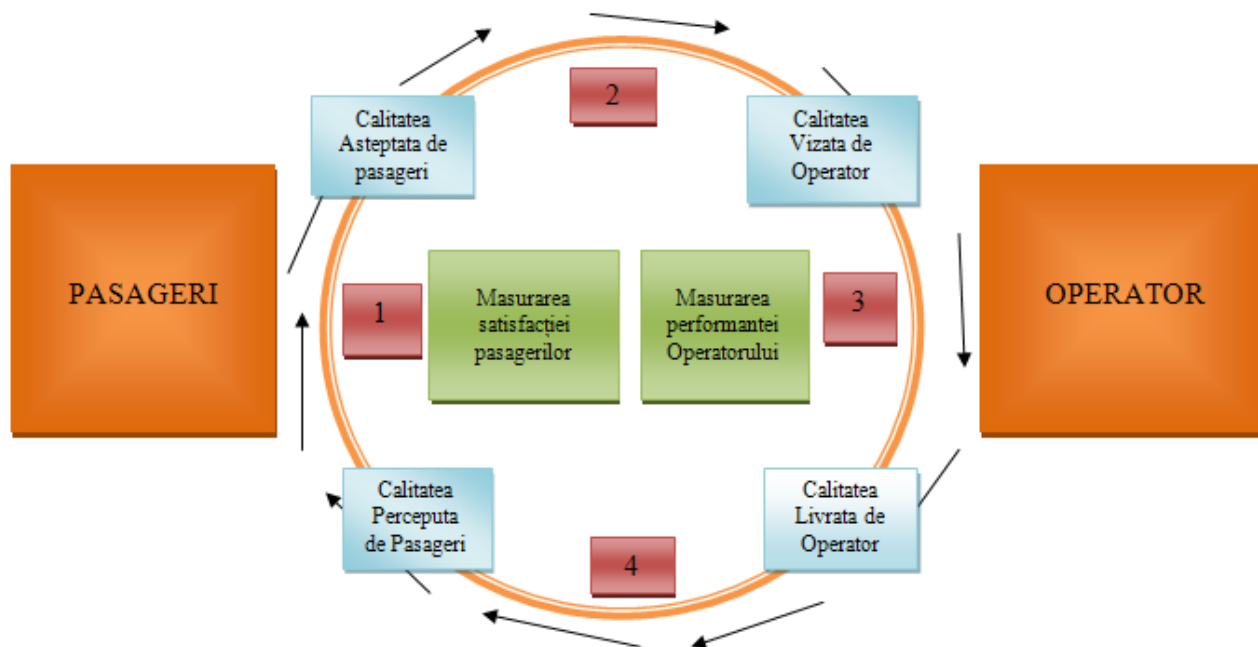 2
Calitatea
Asteptata de
pasageri
Calitatea
Vizata de
Operator
PASAGERI
1
Masurarea
satisfacției
pasagerilor
Masurarea
performantei
Operatorului
3
OPERATOR
Calitatea
Perceputa
de Pasageri
Calitatea
Livrata de
Operator
4